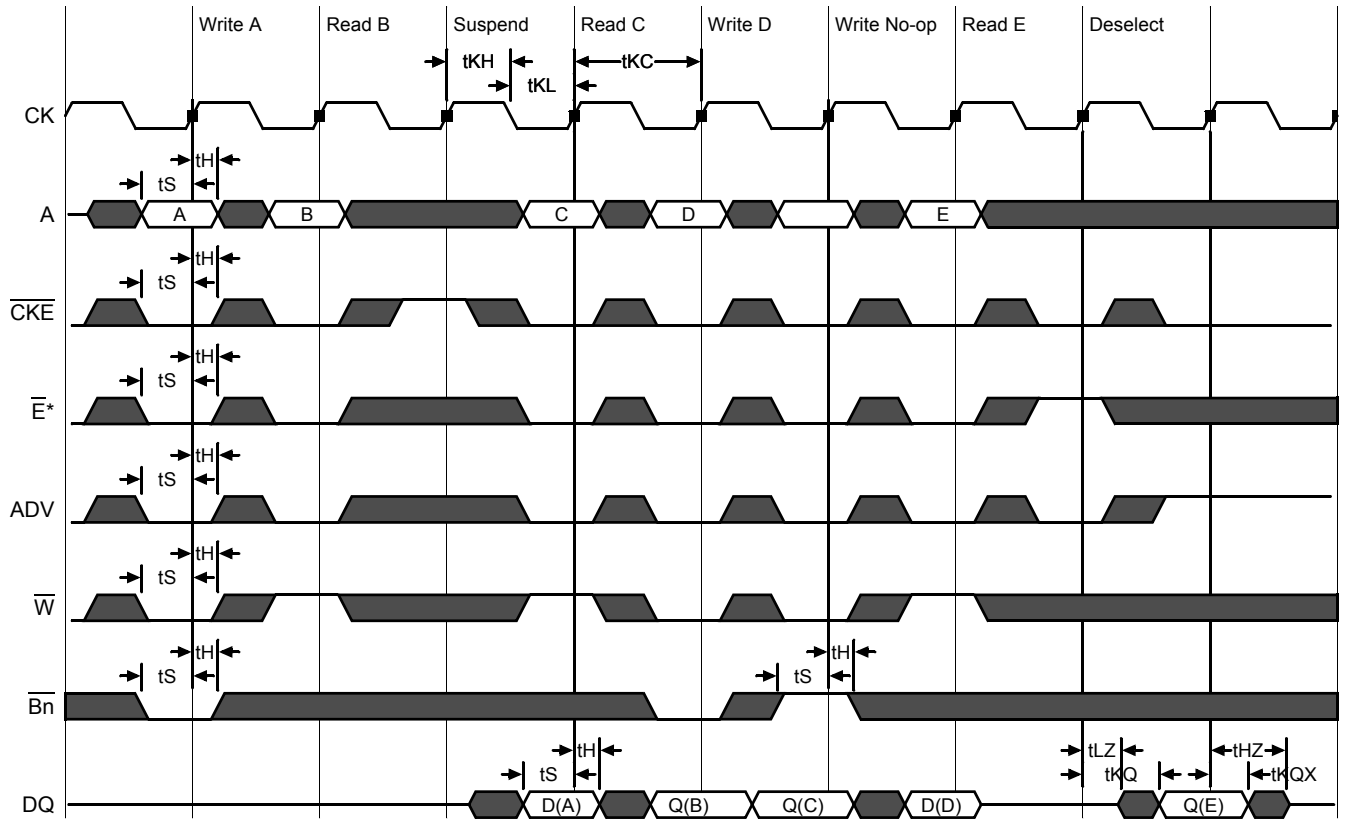 Write A Read B Suspend Read C Write D Write No-op Read E Deselect
tKH tKC
tKL
CK
tH
tS
A A B C D E
tH
tS
CKE
tH
tS
E*
tH
tS
ADV
tH
tS
W
tH tH
tS tS
Bn
tH tLZ tHZ
tS tKQ tKQX
DQ D(A) Q(B) Q(C) D(D) Q(E)